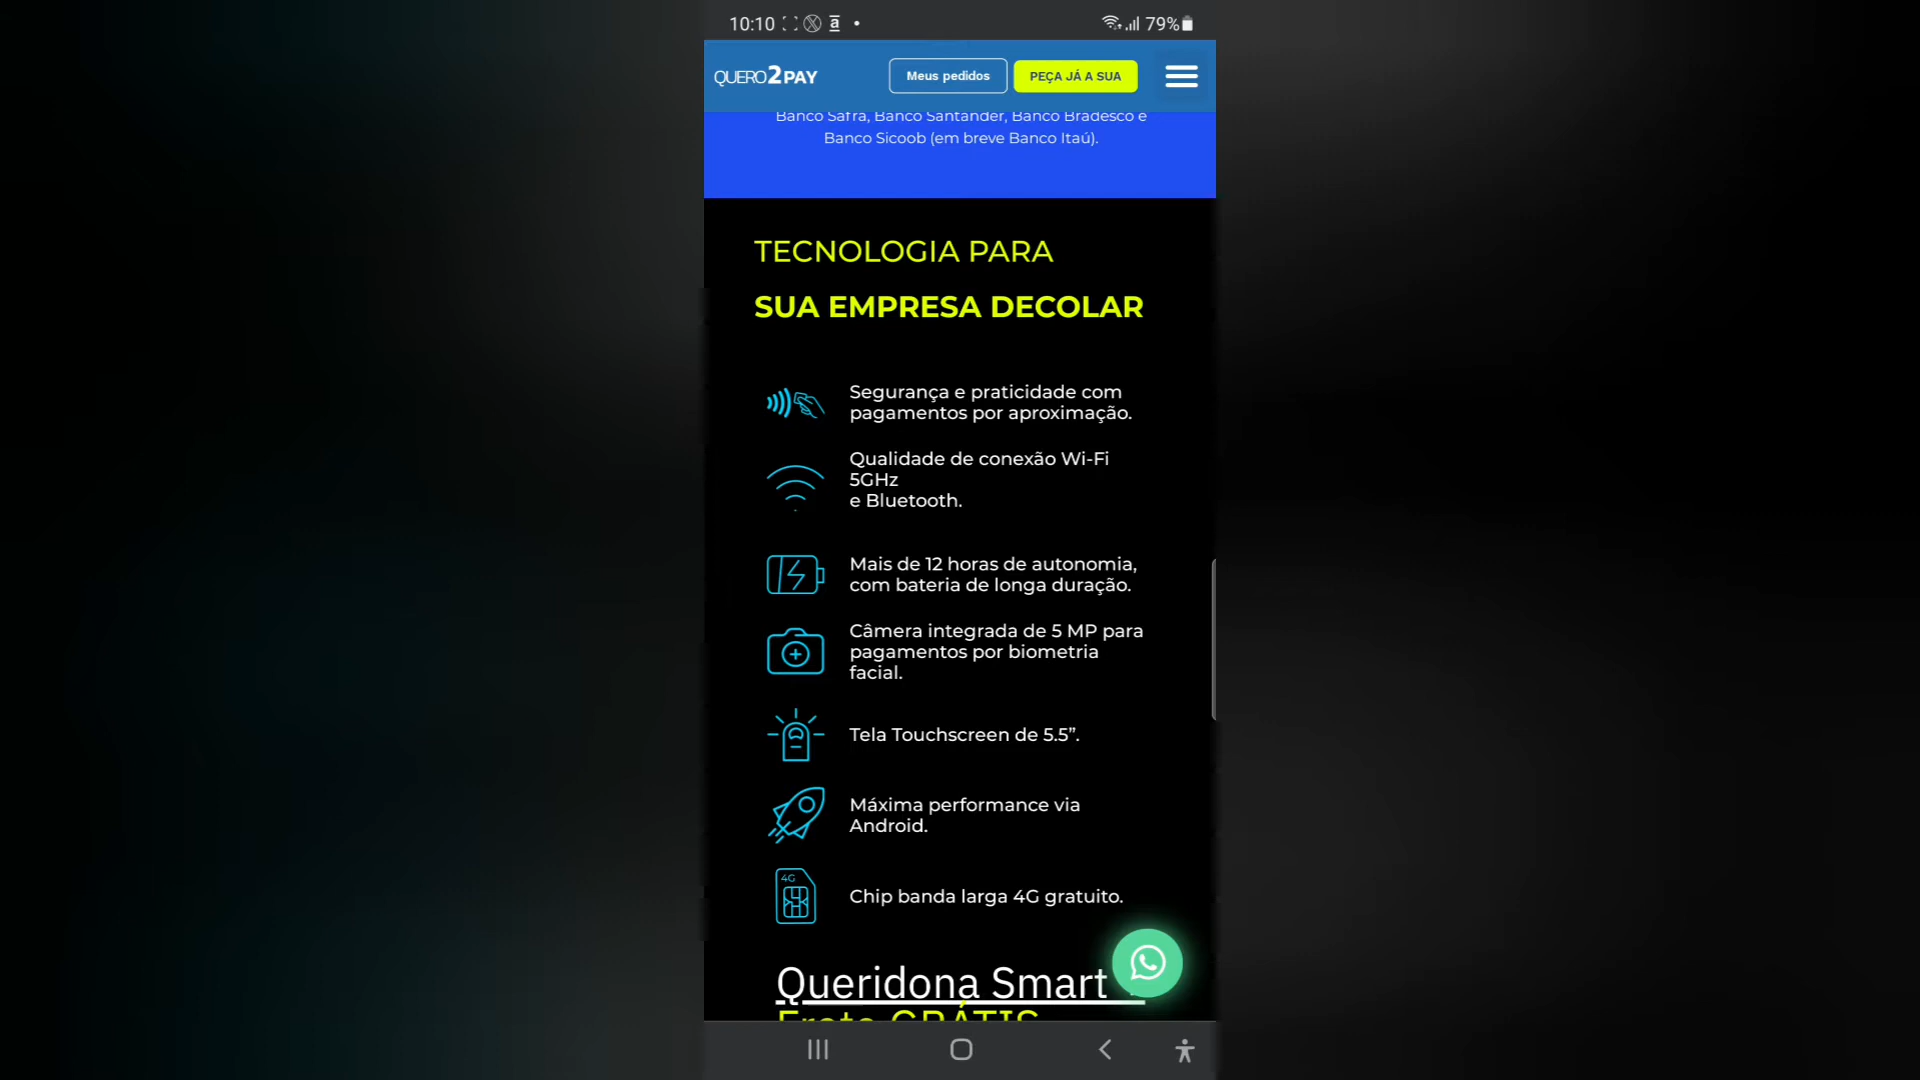 10:10
79%
QUERO2PAY
Meus pedidos
PEÇA JÁ A SUA
Banco Safra, Banco Santander, Banco Bradesco e
Banco Sicoob (em breve Banco Itaú).
TECNOLOGIA PARA
SUA EMPRESA DECOLAR
Segurança e praticidade com
pagamentos por aproximação.
Qualidade de conexão Wi-Fi
5GHz
e Bluetooth.
Mais de 12 horas de autonomia,
com bateria de longa duração.
Câmera integrada de 5 MP para
pagamentos por biometria
facial.
Tela Touchscreen de 5.5”.
Máxima performance via
Android.
4G
Chip banda larga 4G gratuito.
Queridona Smart
Frete GRÁTIS